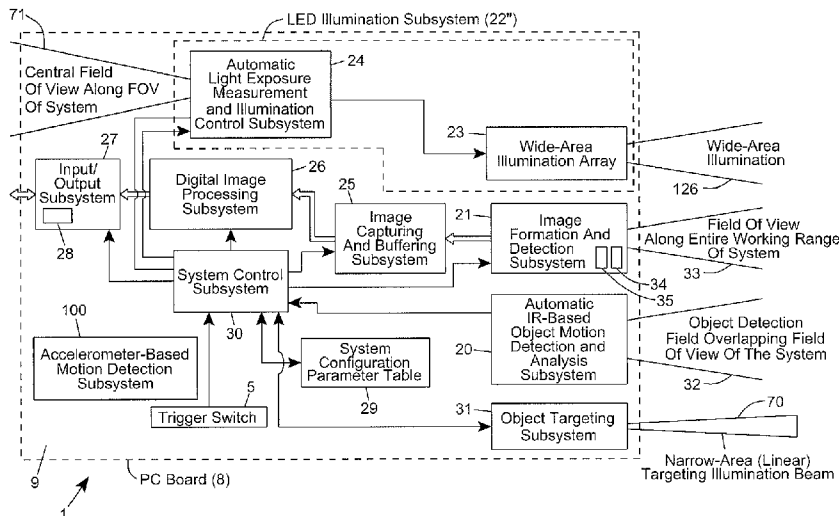 71
LED Illumination Subsystem (22")
Central Field
Of View Along FOV
Of System
Automatic
Light Exposure
Measurement
and Illumination
Control Subsystem
24
23
Wide-Area
Illumination Array
Wide-Area
Illumination
126
27
Input/
Output
Subsystem
28
26
Digital Image
Processing
Subsystem
25
Image
Capturing
And Buffering
Subsystem
21
Image
Formation And
Detection
Subsystem
34
35
Field Of View
Along Entire Working Range
Of System
33
System Control
Subsystem
30
100
Accelerometer-Based
Motion Detection
Subsystem
5
Trigger Switch
System
Configuration
Parameter Table
29
20
Automatic
IR-Based
Object Motion
Detection and
Analysis
Subsystem
Object Detection
Field Overlapping Field
Of View Of The System
32
31
Object Targeting
Subsystem
70
Narrow-Area (Linear)
Targeting Illumination Beam
9
PC Board (8)
1